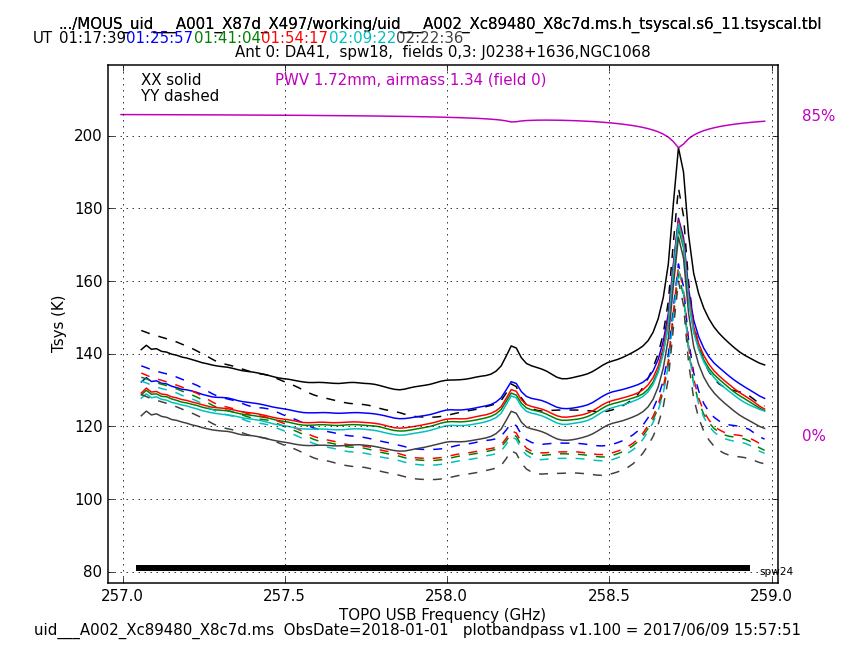 .../MOUS_uid___A001_X87d_X497/working/uid___A002_Xc89480_X8c7d.ms.h_tsyscal.s6_11.tsyscal.tbl
UT 01:17:39 01:25:57 01:41:04 01:54:17 02:09:22 02:22:36
Ant 0: DA41, spw18, fields 0,3: J0238+1636,NGC1068
XX solid
PWV 1.72mm, airmass 1.34 (field 0)
YY dashed
85%
200
180
160
Tsys (K)
140
120
0%
100
80
spw24
257.0 257.5 258.0 258.5 259.0
TOPO USB Frequency (GHz)
uid___A002_Xc89480_X8c7d.ms ObsDate=2018-01-01 plotbandpass v1.100 = 2017/06/09 15:57:51